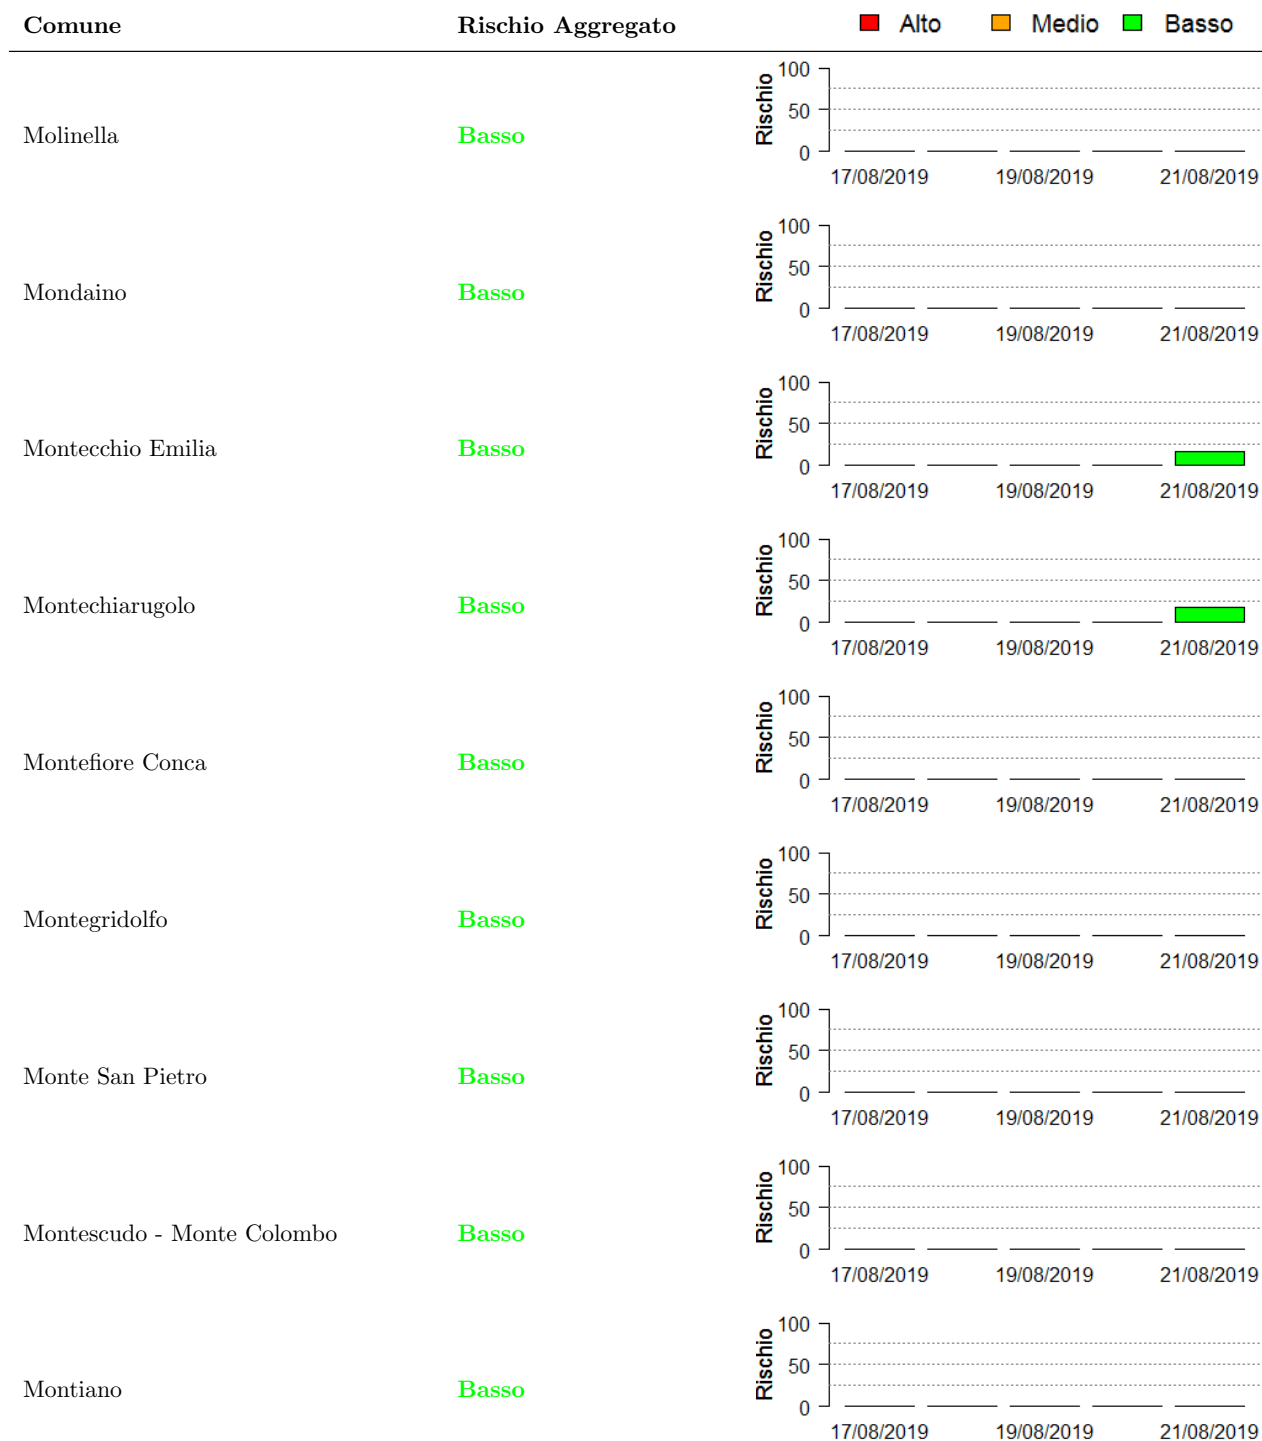 Comune Rischio Aggregato Alto Medio Basso
Molinella Basso Rischio 100 50 0
17/08/2019 19/08/2019 21/08/2019
Mondaino Basso Rischio 100 50 0
17/08/2019 19/08/2019 21/08/2019
Montecchio Emilia Basso Rischio 100 50 0
17/08/2019 19/08/2019 21/08/2019
Montechiarugolo Basso Rischio 100 50 0
17/08/2019 19/08/2019 21/08/2019
Montefiore Conca Basso Rischio 100 50 0
17/08/2019 19/08/2019 21/08/2019
Montegridolfo Basso Rischio 100 50 0
17/08/2019 19/08/2019 21/08/2019
Monte San Pietro Basso Rischio 100 50 0
17/08/2019 19/08/2019 21/08/2019
Montescudo - Monte Colombo Basso Rischio 100 50 0
17/08/2019 19/08/2019 21/08/2019
Montiano Basso Rischio 100 50 0
17/08/2019 19/08/2019 21/08/2019